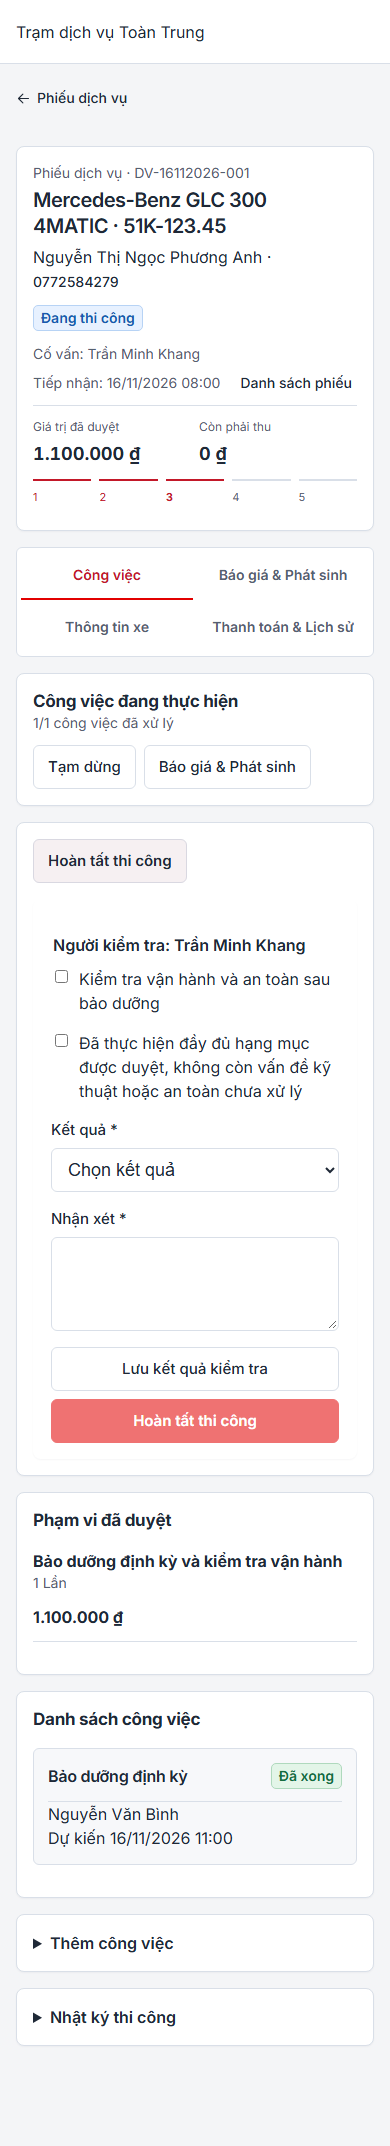 Trạm dịch vụ Toàn Trung
← Phiếu dịch vụ
Phiếu dịch vụ · DV-16112026-001
Mercedes-Benz GLC 300
4MATIC · 51K-123.45
Nguyễn Thị Ngọc Phương Anh ·
0772584279
Đang thi công
Cố vấn: Trần Minh Khang
Tiếp nhận: 16/11/2026 08:00 Danh sách phiếu
Giá trị đã duyệt Còn phải thu
1.100.000 ₫ 0 ₫
1 2 3 4 5
Công việc Báo giá & Phát sinh
Thông tin xe Thanh toán & Lịch sử
Công việc đang thực hiện
1/1 công việc đã xử lý
Tạm dừng Báo giá & Phát sinh
Hoàn tất thi công
Người kiểm tra: Trần Minh Khang
Kiểm tra vận hành và an toàn sau
bảo dưỡng
Đã thực hiện đầy đủ hạng mục
được duyệt, không còn vấn đề kỹ
thuật hoặc an toàn chưa xử lý
Kết quả *
Chọn kết quả
Nhận xét *
Lưu kết quả kiểm tra
Hoàn tất thi công
Phạm vi đã duyệt
Bảo dưỡng định kỳ và kiểm tra vận hành
1 Lần
1.100.000 ₫
Danh sách công việc
Bảo dưỡng định kỳ Đã xong
Nguyễn Văn Bình
Dự kiến 16/11/2026 11:00
Thêm công việc
Nhật ký thi công